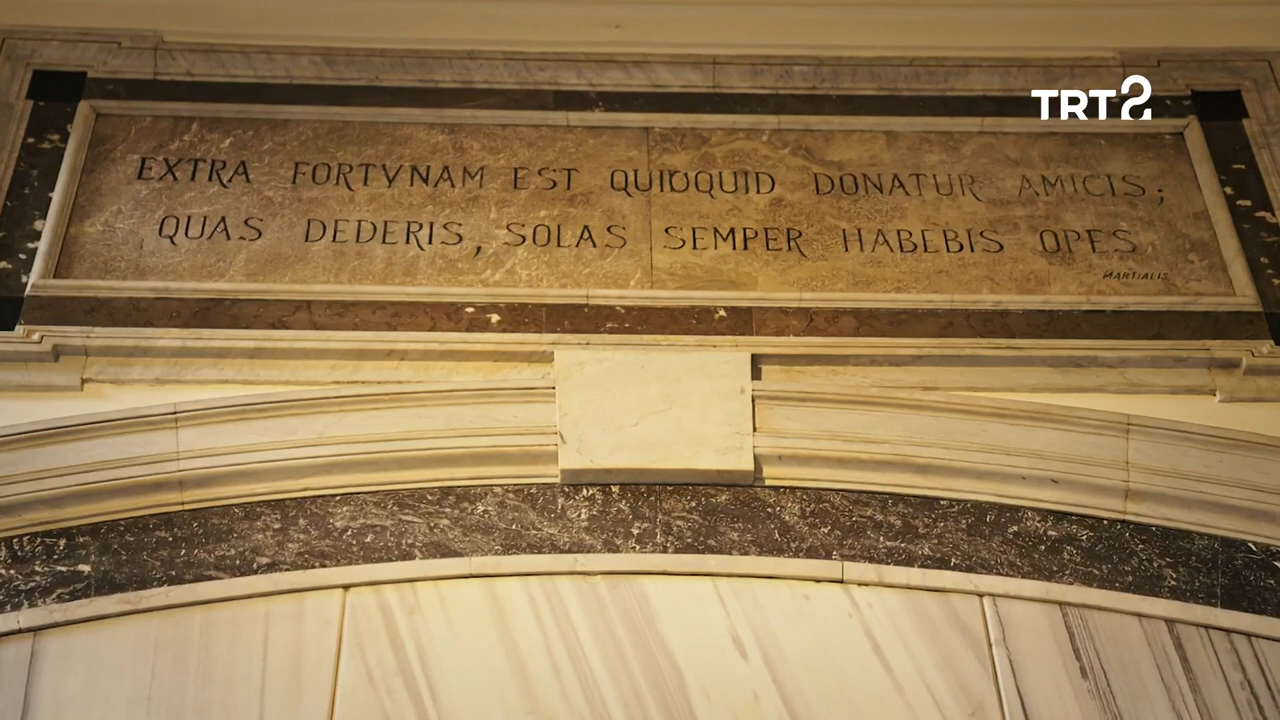 TRT2
EXTRA FORTVNAM EST QUIDQUID DONATUR AMICIS;
QUAS DEDERIS, SOLAS SEMPER HABEBIS OPES
MARTIALIS